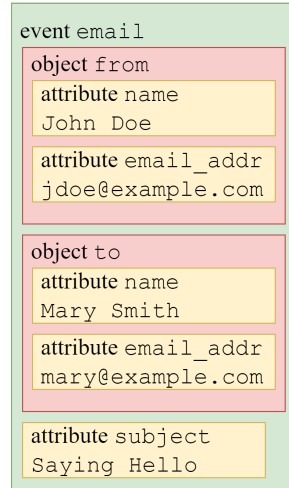 event email
object from
attribute name
John Doe
attribute email_addr
jdoe@example.com
object to
attribute name
Mary Smith
attribute email_addr
mary@example.com
attribute subject
Saying Hello